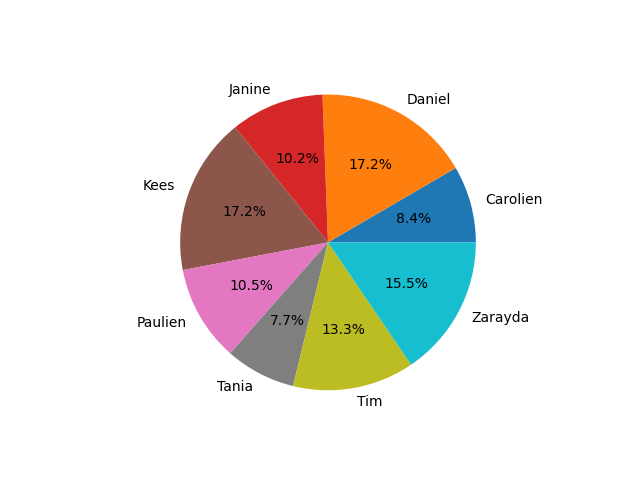 Carolien
8.4%
Daniel
17.2%
Janine
10.2%
Kees
17.2%
Paulien
10.5%
Tania
7.7%
Tim
13.3%
Zarayda
15.5%